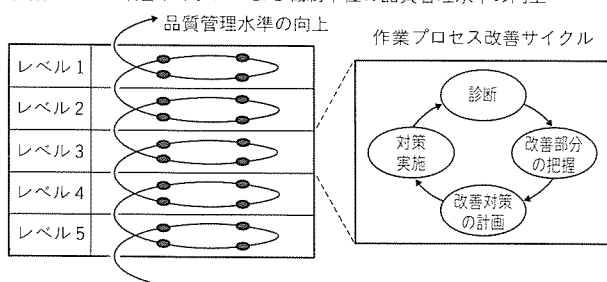 品質管理水準の向上
作業プロセス改善サイクル
レベル1
レベル2
レベル3
レベル4
レベル5
診断
対策
実施
改善部分
の把握
改善対策
の計画